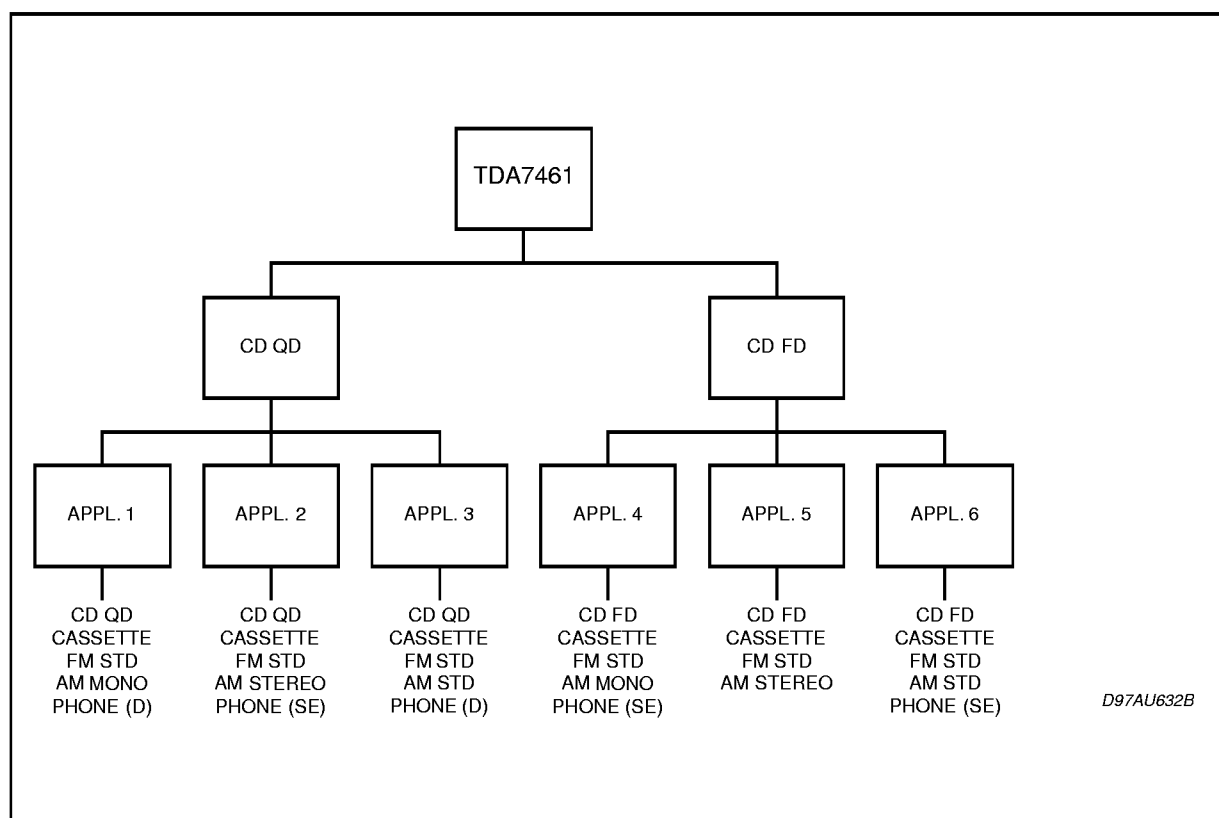 TDA7461
CD QD
CD FD
APPL. 1
APPL. 2
APPL. 3
APPL. 4
APPL. 5
APPL. 6
CD QD
CASSETTE
FM STD
AM MONO
PHONE (D)
CD QD
CASSETTE
FM STD
AM STEREO
PHONE (SE)
CD QD
CASSETTE
FM STD
AM STD
PHONE (D)
CD FD
CASSETTE
FM STD
AM MONO
PHONE (SE)
CD FD
CASSETTE
FM STD
AM STEREO
CD FD
CASSETTE
FM STD
AM STD
PHONE (SE)
D97AU632B